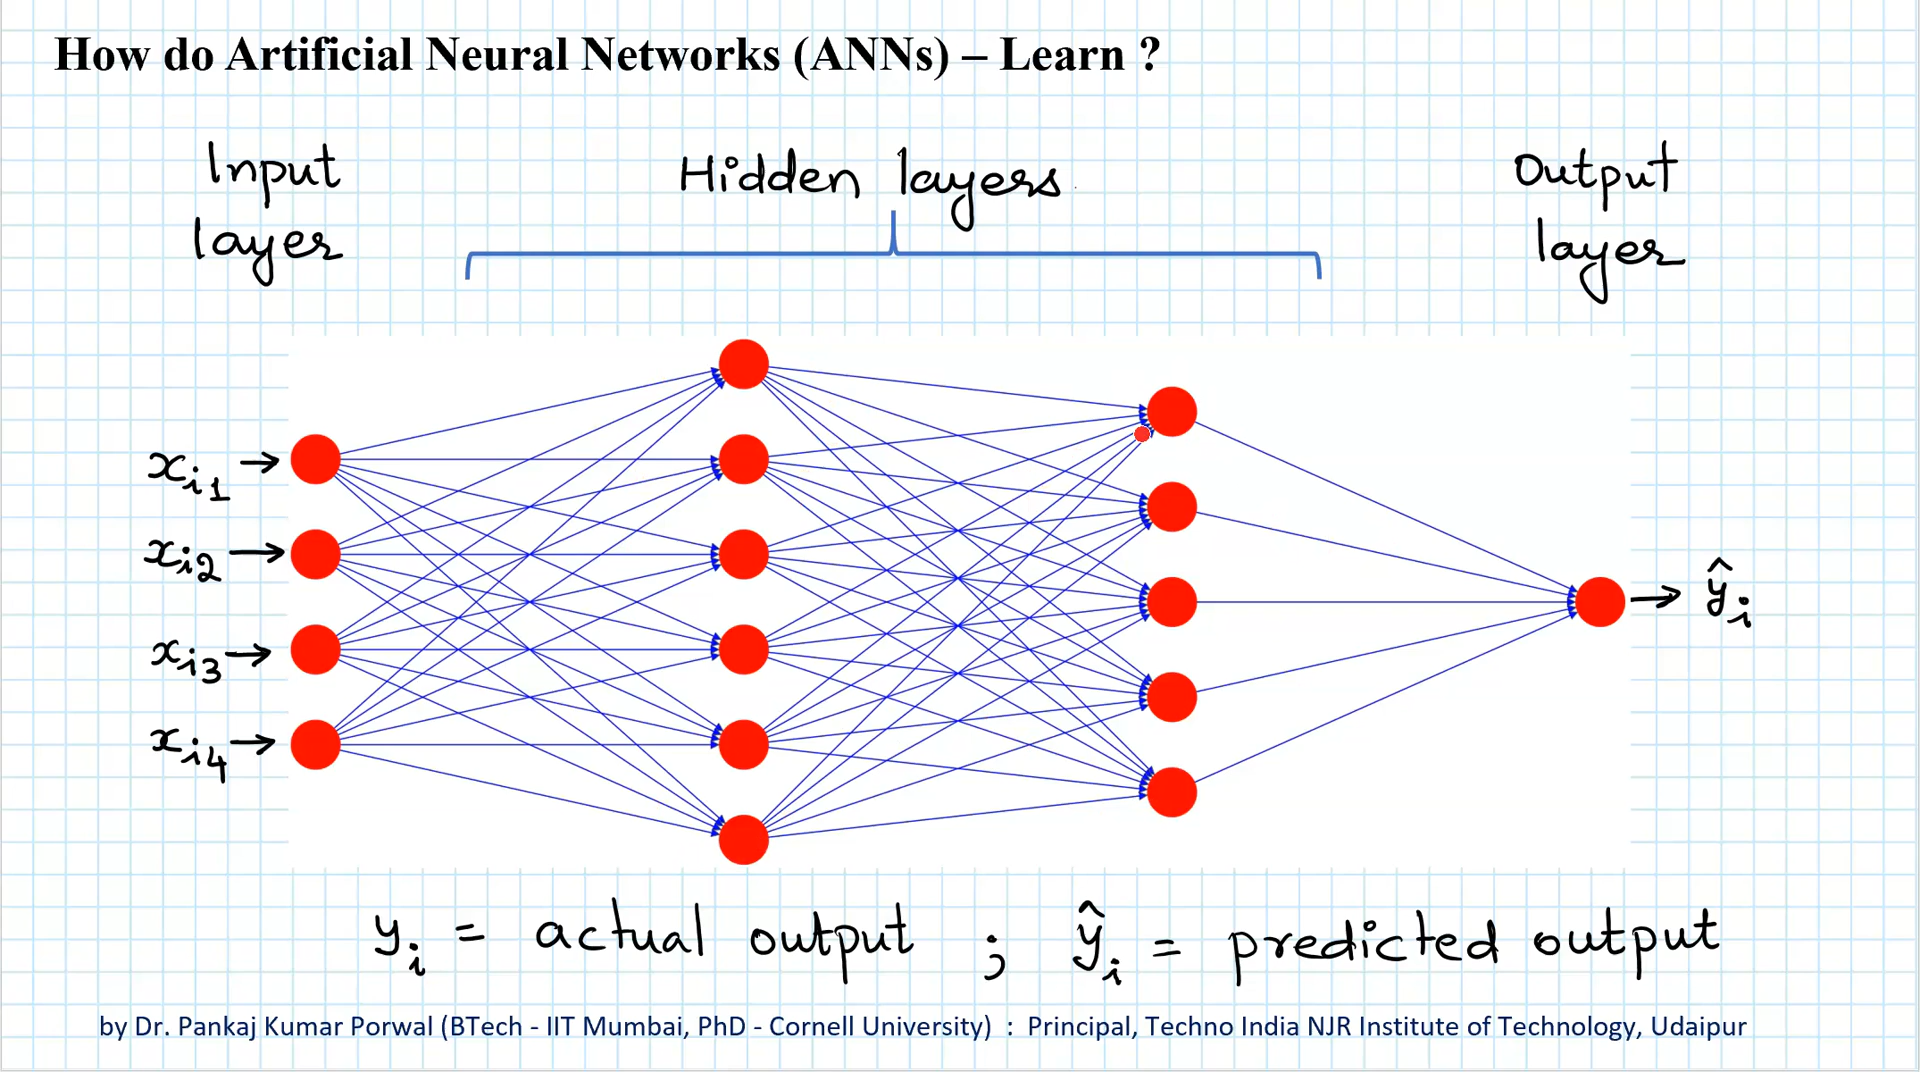 How do Artificial Neural Networks (ANNs) – Learn ?
Input
layer
Hidden layers
Output
layer
xi1 →
xi2 →
xi3 →
xi4 →
→ ŷi
yi = actual output ; ŷi = predicted output
by Dr. Pankaj Kumar Porwal (BTech - IIT Mumbai, PhD - Cornell University) : Principal, Techno India NJR Institute of Technology, Udaipur